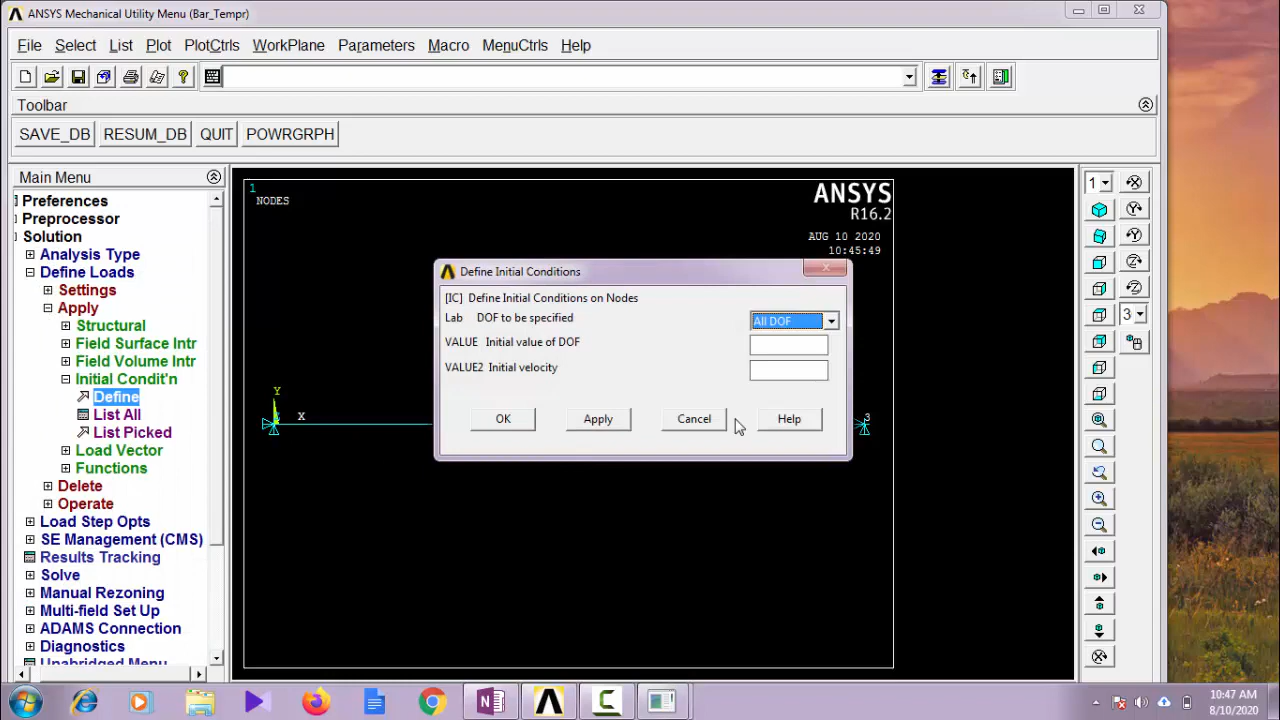 ANSYS Mechanical Utility Menu (Bar_Tempr)
File Select List Plot PlotCtrls WorkPlane Parameters Macro MenuCtrls Help
Toolbar
SAVE_DB RESUM_DB QUIT POWRGRPH
Main Menu
Preferences
Preprocessor
Solution
Analysis Type
Define Loads
Settings
Apply
Structural
Field Surface Intr
Field Volume Intr
Initial Condit'n
Define
List All
List Picked
Load Vector
Functions
Delete
Operate
Load Step Opts
SE Management (CMS)
Results Tracking
Solve
Manual Rezoning
Multi-field Set Up
ADAMS Connection
Diagnostics
Unabridged Menu
1
NODES
ANSYS
R16.2
AUG 10 2020
10:45:49
Y
X
3
Define Initial Conditions
[IC] Define Initial Conditions on Nodes
Lab DOF to be specified All DOF
VALUE Initial value of DOF
VALUE2 Initial velocity
OK Apply Cancel Help
1
3
10:47 AM
8/10/2020